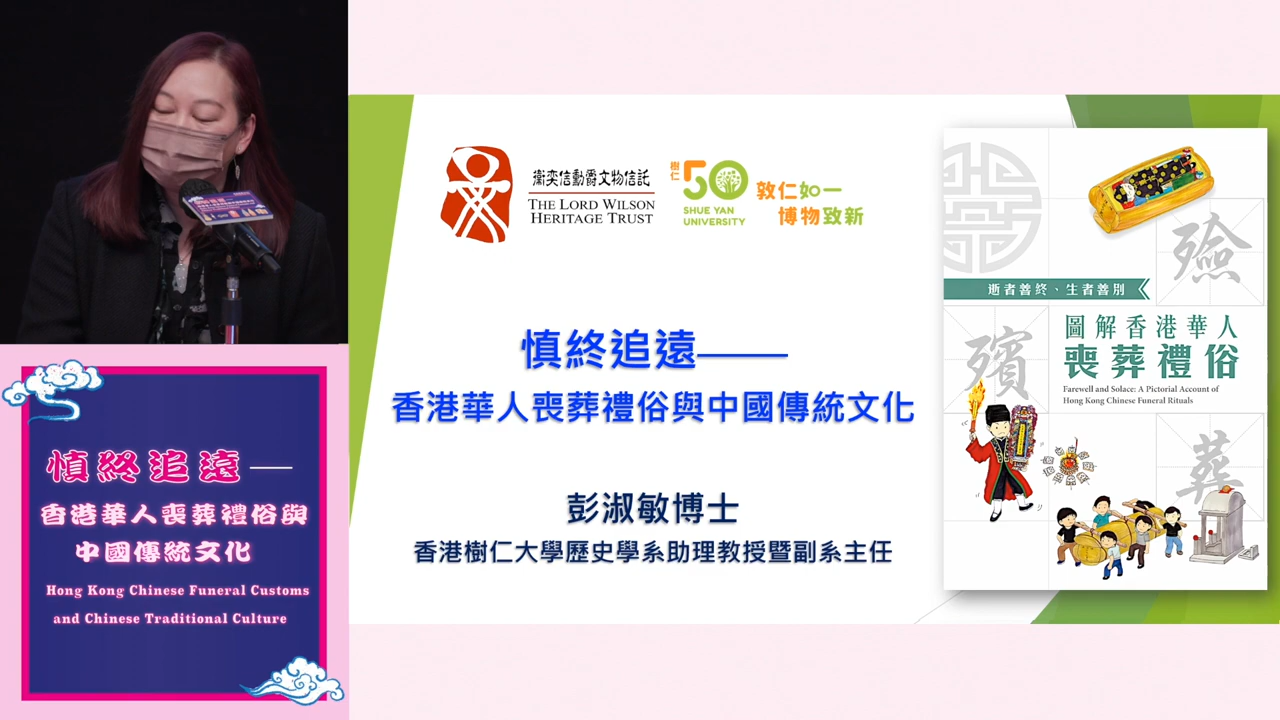 慎終追遠——
香港華人喪葬禮俗與
中國傳統文化
Hong Kong Chinese Funeral Customs
and Chinese Traditional Culture
衞奕信勳爵文物信託
THE LORD WILSON
HERITAGE TRUST
樹仁
50
SHUE YAN
UNIVERSITY
敦仁如一
博物致新
慎終追遠——
香港華人喪葬禮俗與中國傳統文化
彭淑敏博士
香港樹仁大學歷史學系助理教授暨副系主任
殮
逝者善終、生者善別
圖解香港華人
喪葬禮俗
Farewell and Solace: A Pictorial Account of
Hong Kong Chinese Funeral Rituals
殯
葬